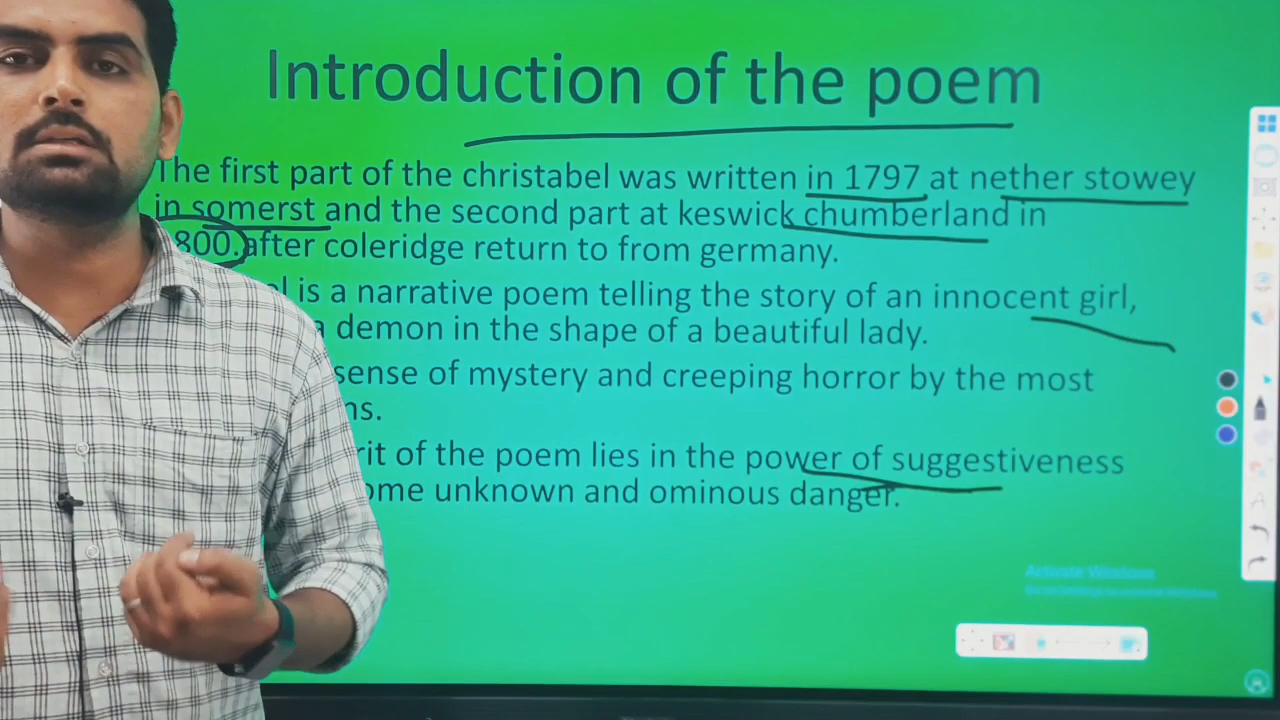 Introduction of the poem
The first part of the christabel was written in 1797 at nether stowey
in somerst and the second part at keswick chumberland in
800.after coleridge return to from germany.
is a narrative poem telling the story of an innocent girl,
a demon in the shape of a beautiful lady.
sense of mystery and creeping horror by the most
of the poem lies in the power of suggestiveness
unknown and ominous danger.
Activate Windows